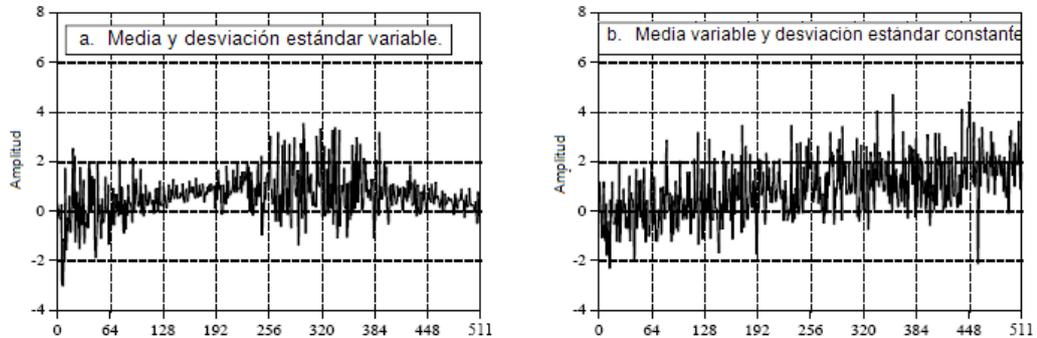 a. Media y desviación estándar variable.
8
6
4
2
0
-2
-4
Amplitud
0 64 128 192 256 320 384 448 511
b. Media variable y desviación estándar constante
8
6
4
2
0
-2
-4
Amplitud
0 64 128 192 256 320 384 448 511